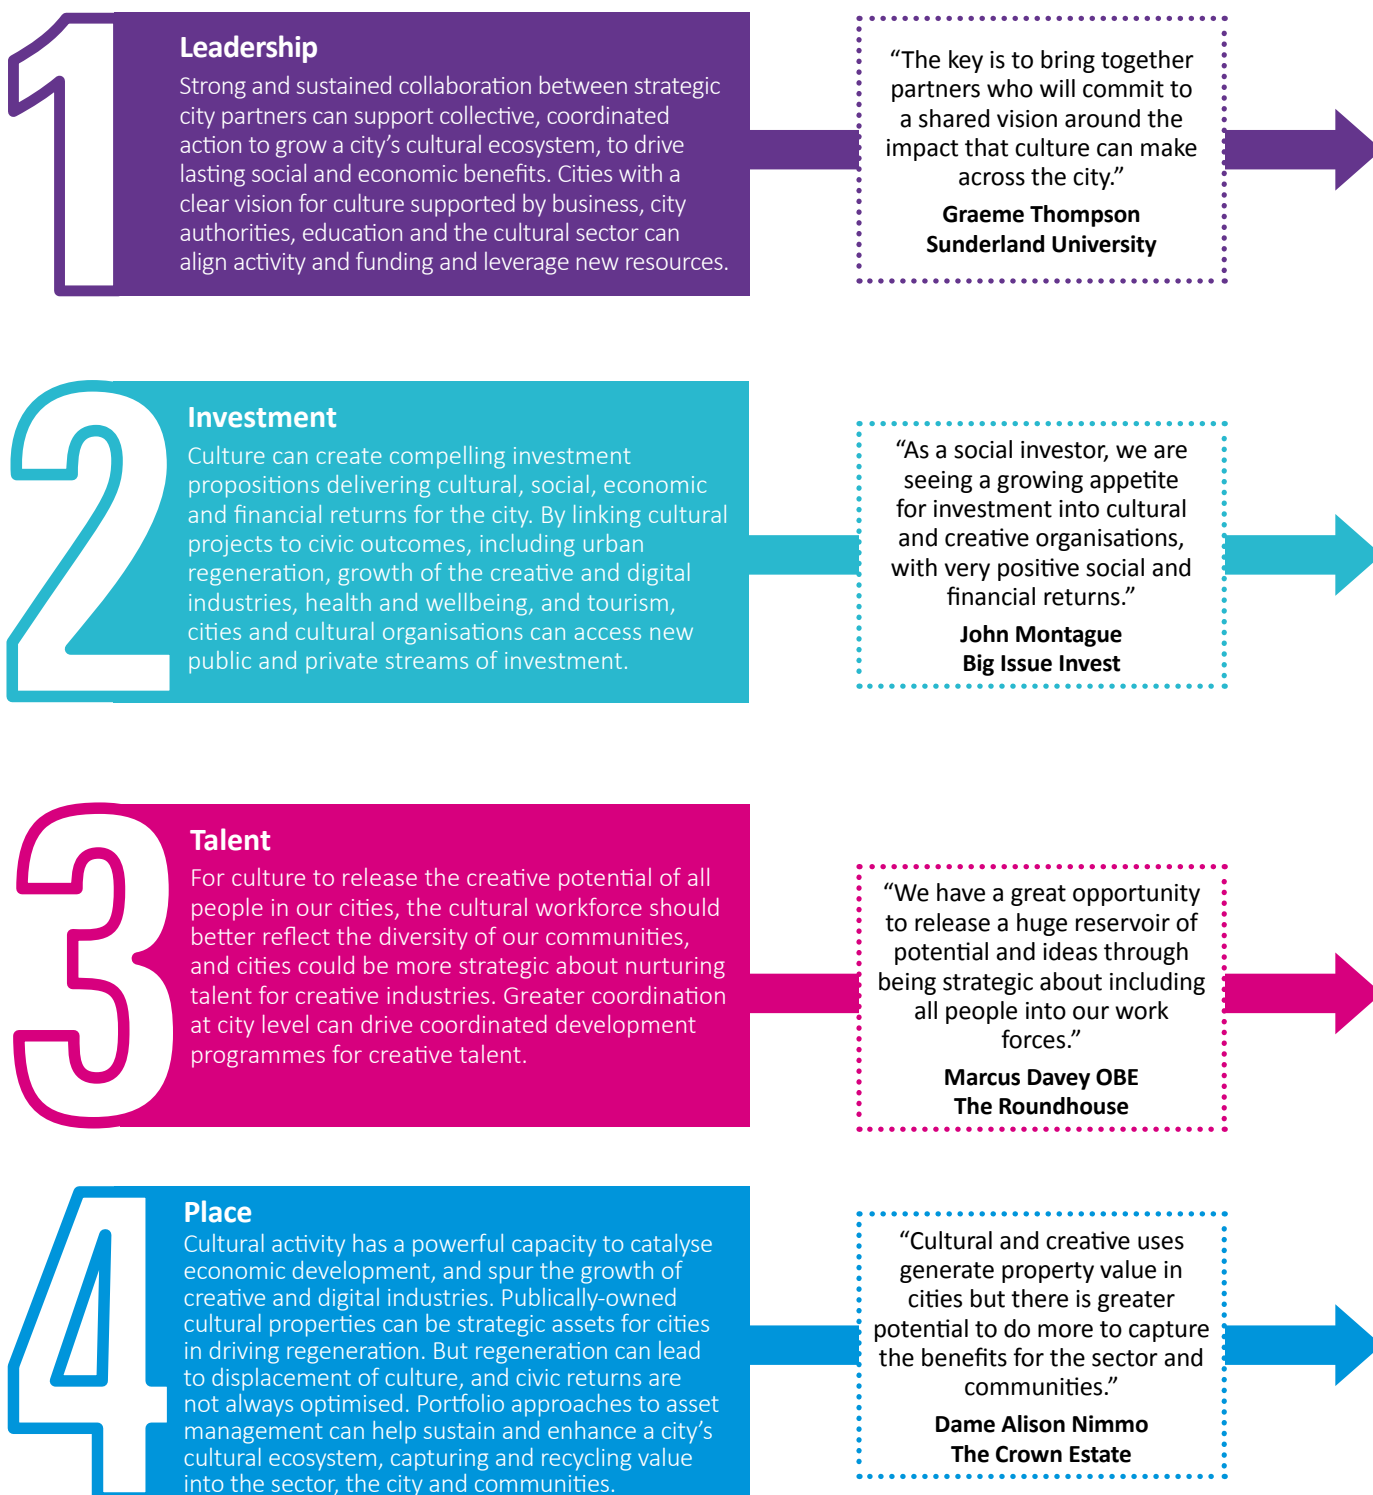 1
Leadership
Strong and sustained collaboration between strategic
city partners can support collective, coordinated
action to grow a city's cultural ecosystem, to drive
lasting social and economic benefits. Cities with a
clear vision for culture supported by business, city
authorities, education and the cultural sector can
align activity and funding and leverage new resources.
“The key is to bring together
partners who will commit to
a shared vision around the
impact that culture can make
across the city.”
Graeme Thompson
Sunderland University
2
Investment
Culture can create compelling investment
propositions delivering cultural, social, economic
and financial returns for the city. By linking cultural
projects to civic outcomes, including urban
regeneration, growth of the creative and digital
industries, health and wellbeing, and tourism,
cities and cultural organisations can access new
public and private streams of investment.
“As a social investor, we are
seeing a growing appetite
for investment into cultural
and creative organisations,
with very positive social and
financial returns.”
John Montague
Big Issue Invest
3
Talent
For culture to release the creative potential of all
people in our cities, the cultural workforce should
better reflect the diversity of our communities,
and cities could be more strategic about nurturing
talent for creative industries. Greater coordination
at city level can drive coordinated development
programmes for creative talent.
“We have a great opportunity
to release a huge reservoir of
potential and ideas through
being strategic about including
all people into our work
forces.”
Marcus Davey OBE
The Roundhouse
4
Place
Cultural activity has a powerful capacity to catalyse
economic development, and spur the growth of
creative and digital industries. Publically-owned
cultural properties can be strategic assets for cities
in driving regeneration. But regeneration can lead
to displacement of culture, and civic returns are
not always optimised. Portfolio approaches to asset
management can help sustain and enhance a city's
cultural ecosystem, capturing and recycling value
into the sector, the city and communities.
“Cultural and creative uses
generate property value in
cities but there is greater
potential to do more to capture
the benefits for the sector and
communities.”
Dame Alison Nimmo
The Crown Estate